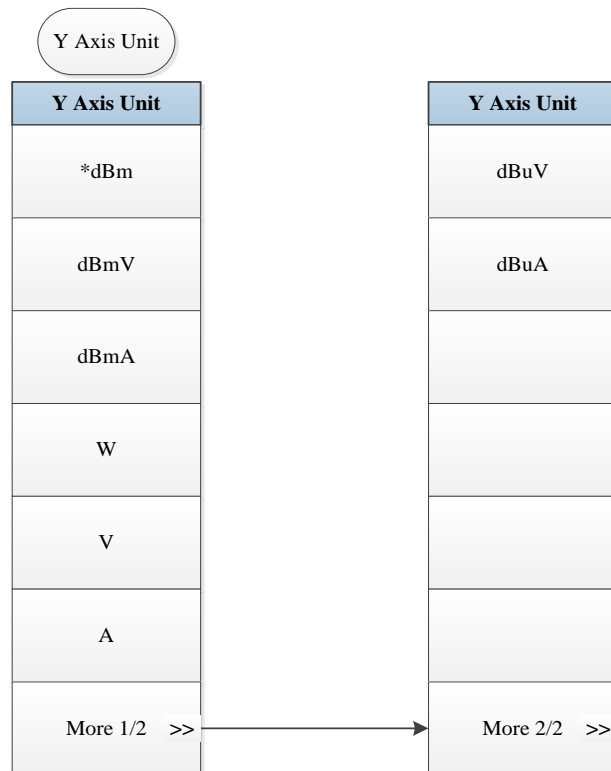 Y Axis Unit
Y Axis Unit
*dBm
dBmV
dBmA
W
V
A
More 1/2 >>
Y Axis Unit
dBuV
dBuA
More 2/2 >>